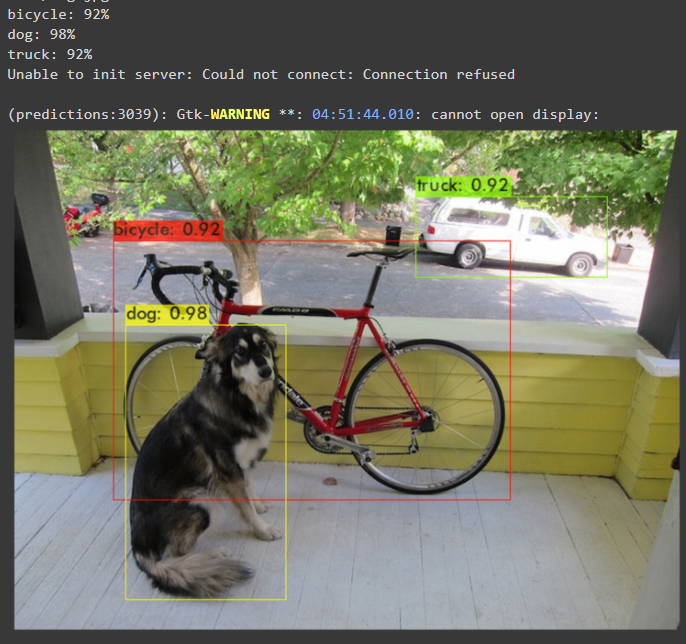 bicycle: 92%
dog: 98%
truck: 92%
Unable to init server: Could not connect: Connection refused
(predictions:3039): Gtk-WARNING **: 04:51:44.010: cannot open display:
truck: 0.92
bicycle: 0.92
dog: 0.98